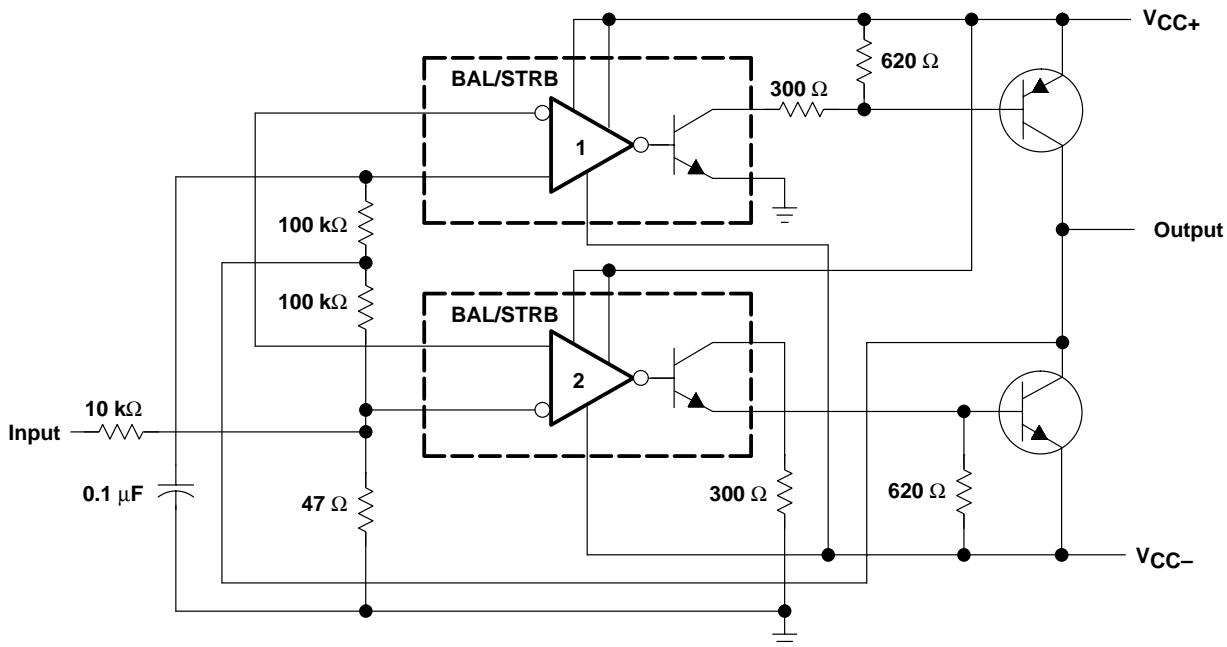 VCC+
BAL/STRB
620 Ω
300 Ω
1
100 kΩ
Output
100 kΩ
BAL/STRB
2
10 kΩ
Input
0.1 μF
47 Ω
300 Ω
620 Ω
VCC–